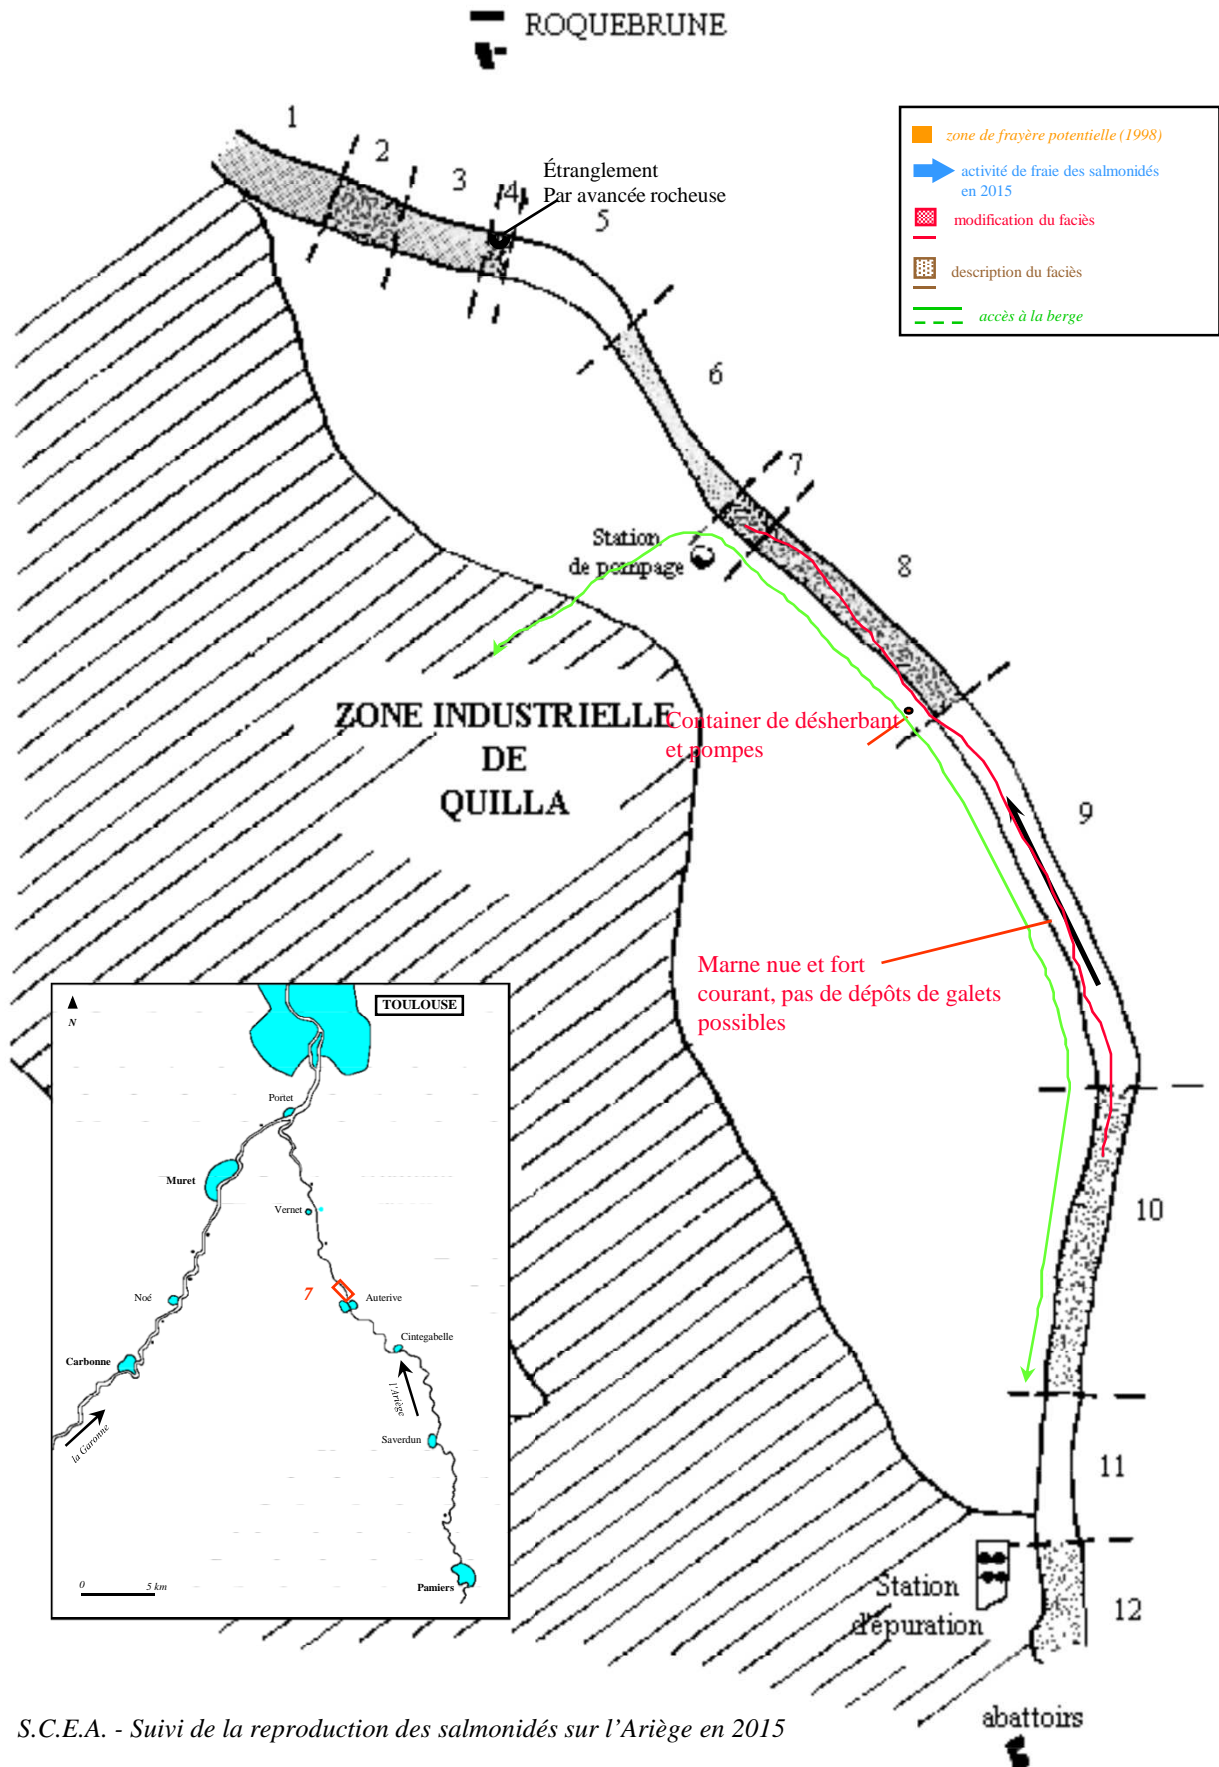 ROQUEBRUNE
1
2
3
4
5
Étranglement
Par avancée rocheuse
zone de frayère potentielle (1998)
activité de fraie des salmonidés
en 2015
modification du faciès
description du faciès
accès à la berge
6
7
Station
de pompage
8
ZONE INDUSTRIELLE
DE
QUILLA
Container de désherbant
et pompes
9
Marne nue et fort
courant, pas de dépôts de galets
possibles
10
11
Station
d'épuration
12
abattoirs
N
TOULOUSE
Portet
Muret
Vernet
7
Auterive
Noé
Cintegabelle
Carbonne
l'Ariège
la Garonne
Saverdun
Pamiers
0 5 km
S.C.E.A. - Suivi de la reproduction des salmonidés sur l'Ariège en 2015